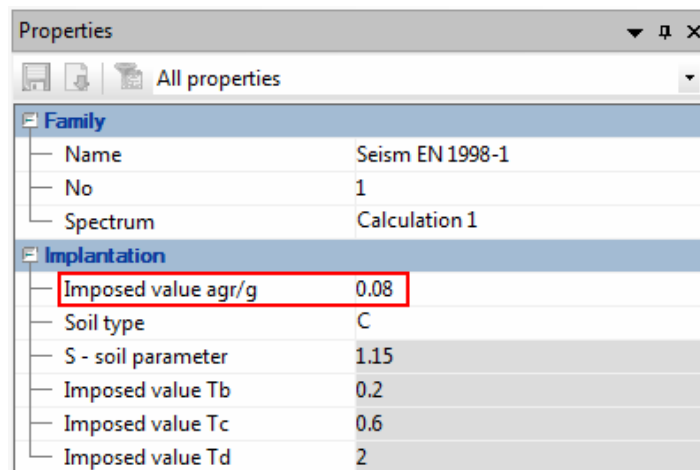 Properties
All properties
Family
Name Seism EN 1998-1
No 1
Spectrum Calculation 1
Implantation
Imposed value agr/g 0.08
Soil type C
S - soil parameter 1.15
Imposed value Tb 0.2
Imposed value Tc 0.6
Imposed value Td 2